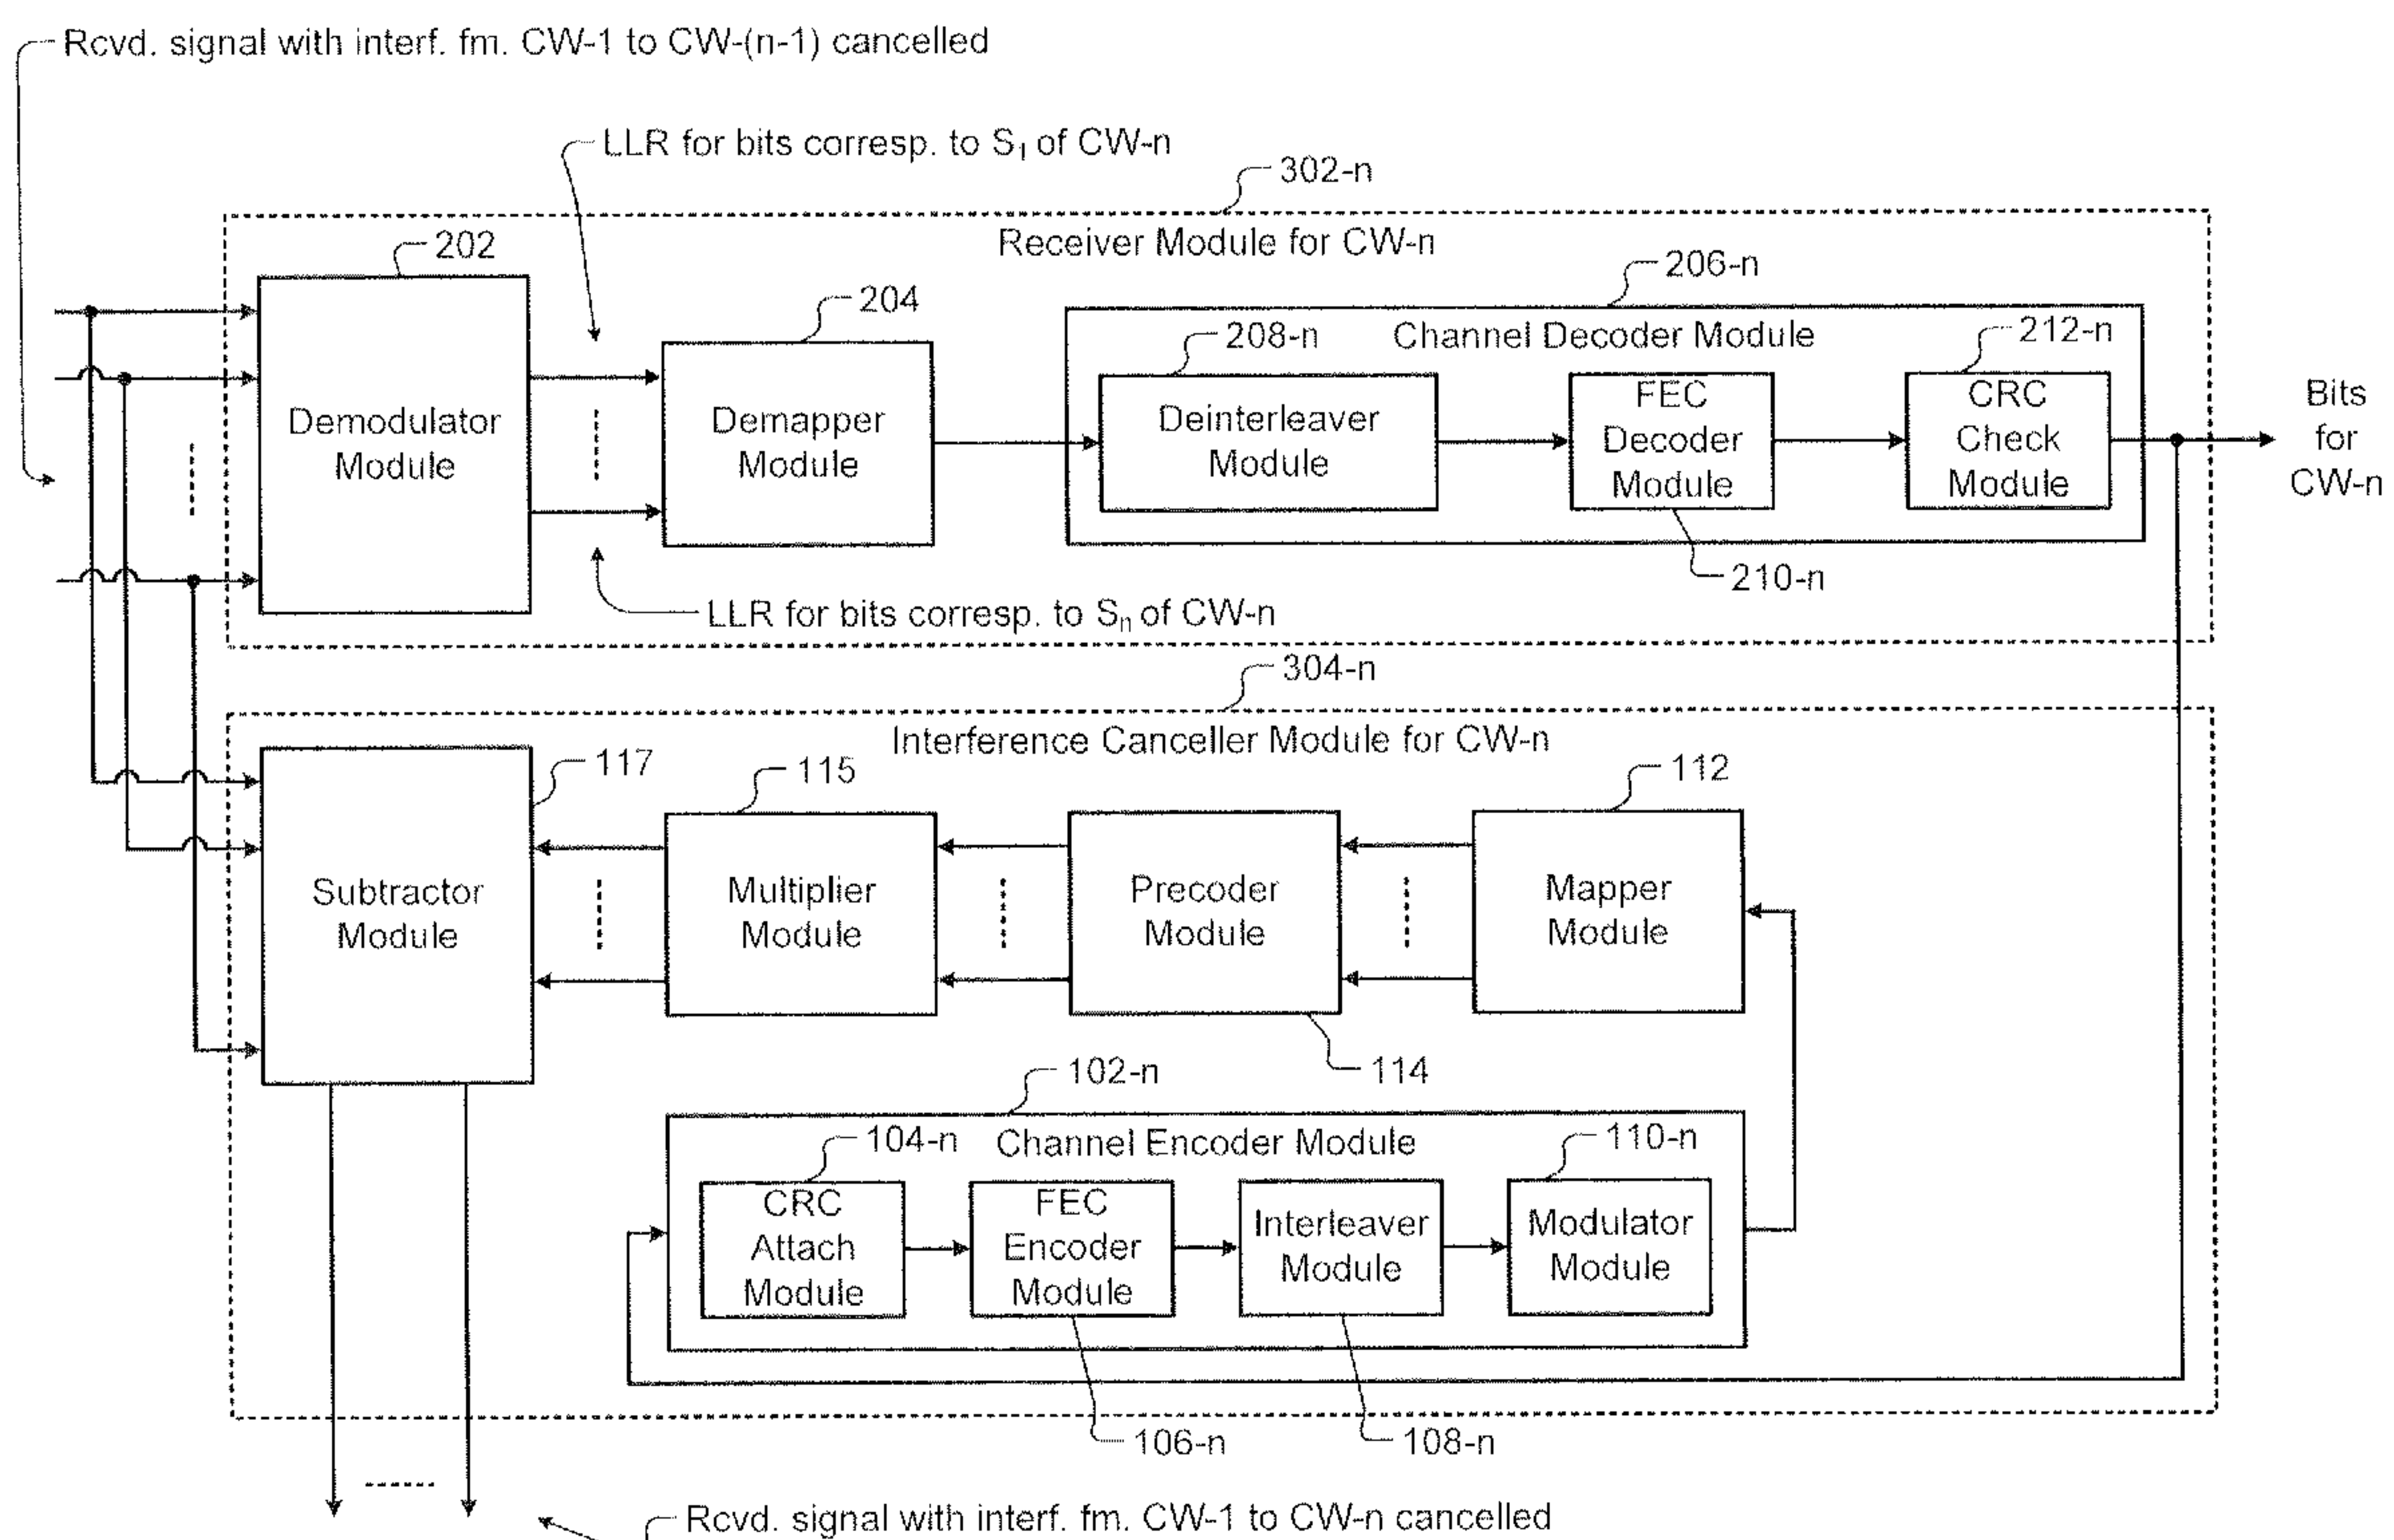 Rcvd. signal with interf. fm. CW-1 to CW-(n-1) cancelled
LLR for bits corresp. to S₁ of CW-n
302-n
Receiver Module for CW-n
202
204
206-n
Channel Decoder Module
208-n
212-n
Demodulator
Module
Demapper
Module
Deinterleaver
Module
FEC
Decoder
Module
CRC
Check
Module
Bits
for
CW-n
210-n
LLR for bits corresp. to Sₙ of CW-n
304-n
Interference Canceller Module for CW-n
117
115
112
Subtractor
Module
Multiplier
Module
Precoder
Module
Mapper
Module
114
102-n
Channel Encoder Module
104-n
110-n
CRC
Attach
Module
FEC
Encoder
Module
Interleaver
Module
Modulator
Module
106-n
108-n
Rcvd. signal with interf. fm. CW-1 to CW-n cancelled